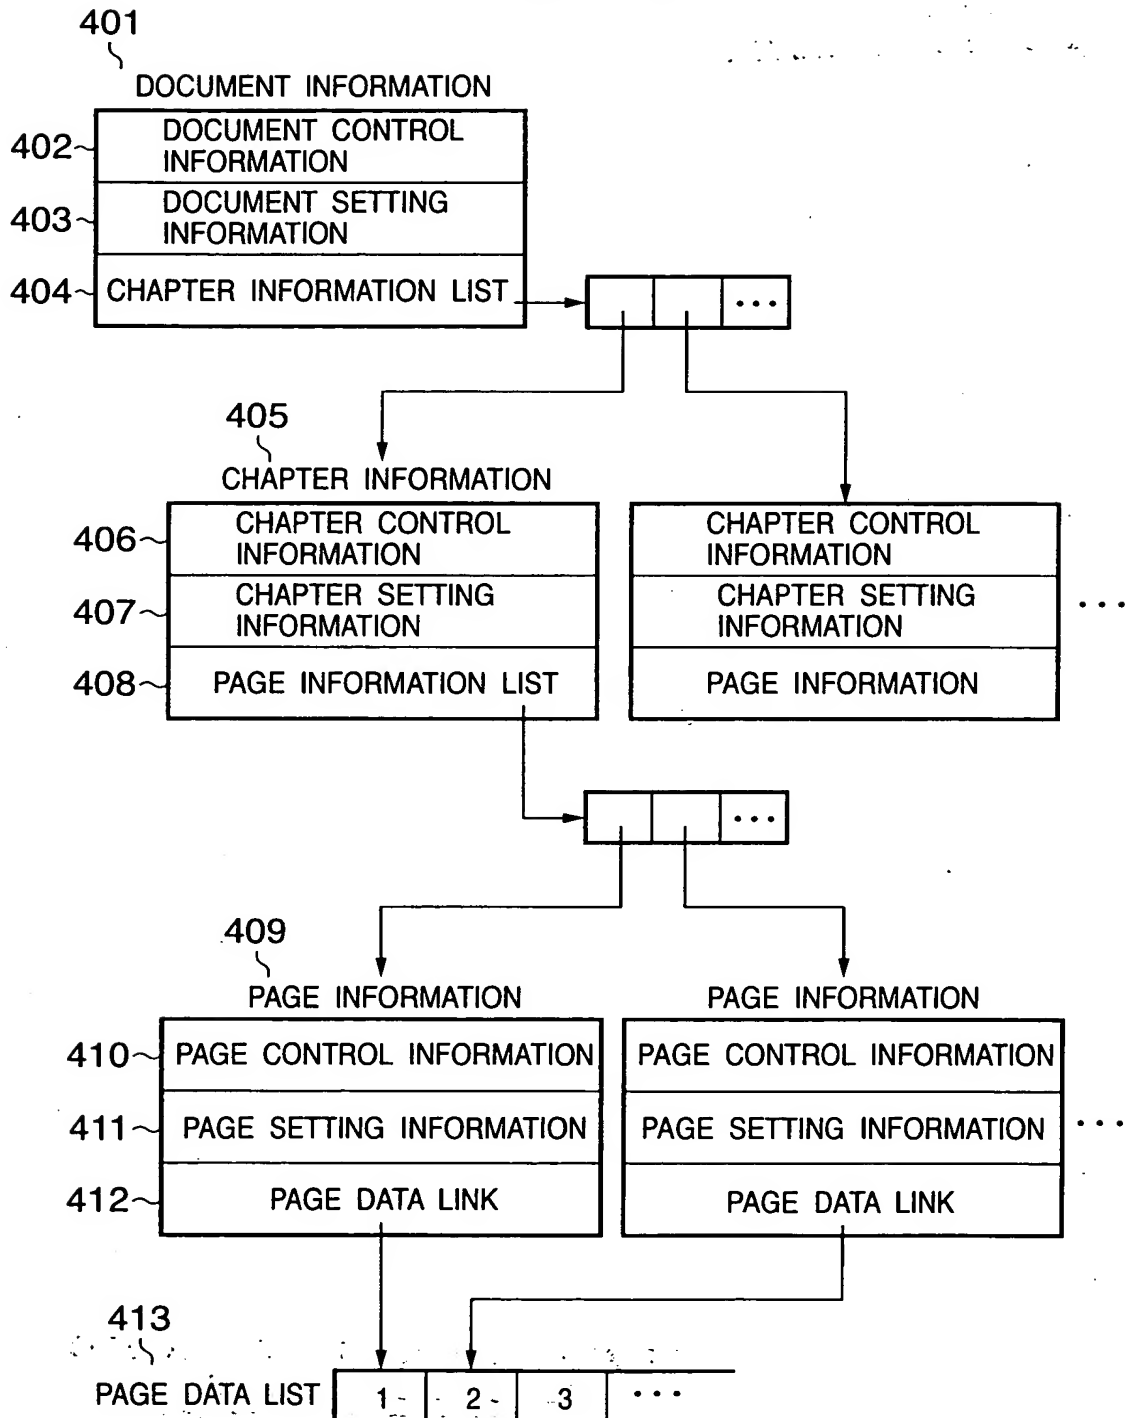 401
DOCUMENT INFORMATION
402
DOCUMENT CONTROL
INFORMATION
403
DOCUMENT SETTING
INFORMATION
404
CHAPTER INFORMATION LIST
...
405
CHAPTER INFORMATION
406
CHAPTER CONTROL
INFORMATION
407
CHAPTER SETTING
INFORMATION
408
PAGE INFORMATION LIST
CHAPTER CONTROL
INFORMATION
CHAPTER SETTING
INFORMATION
PAGE INFORMATION
...
...
409
PAGE INFORMATION
410
PAGE CONTROL INFORMATION
411
PAGE SETTING INFORMATION
412
PAGE DATA LINK
PAGE INFORMATION
PAGE CONTROL INFORMATION
PAGE SETTING INFORMATION
PAGE DATA LINK
...
413
PAGE DATA LIST
1 2 3 ...